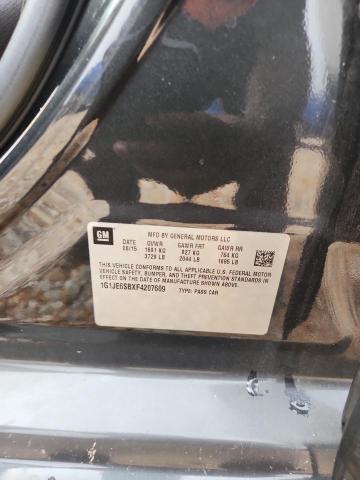 GM
MFD BY GENERAL MOTORS LLC
DATE GVWR GAWR FRT GAWR RR
08/15 1691 KG 927 KG 764 KG
3729 LB 2044 LB 1685 LB
THIS VEHICLE CONFORMS TO ALL APPLICABLE U.S. FEDERAL MOTOR
VEHICLE SAFETY, BUMPER, AND THEFT PREVENTION STANDARDS IN
EFFECT ON THE DATE OF MANUFACTURE SHOWN ABOVE.
1G1JE6SBXF4207609 TYPE: PASS CAR